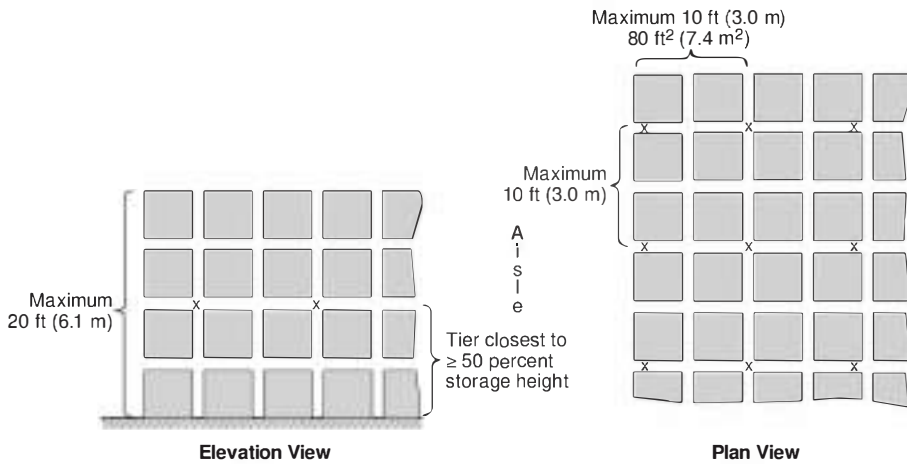 Maximum 10 ft (3.0 m)
80 ft² (7.4 m²)
x x x
Maximum
10 ft (3.0 m)
A
i
s
l
e
x x x
x x x
Plan View
Maximum
20 ft (6.1 m)
x x
Tier closest to
≥ 50 percent
storage height
Elevation View